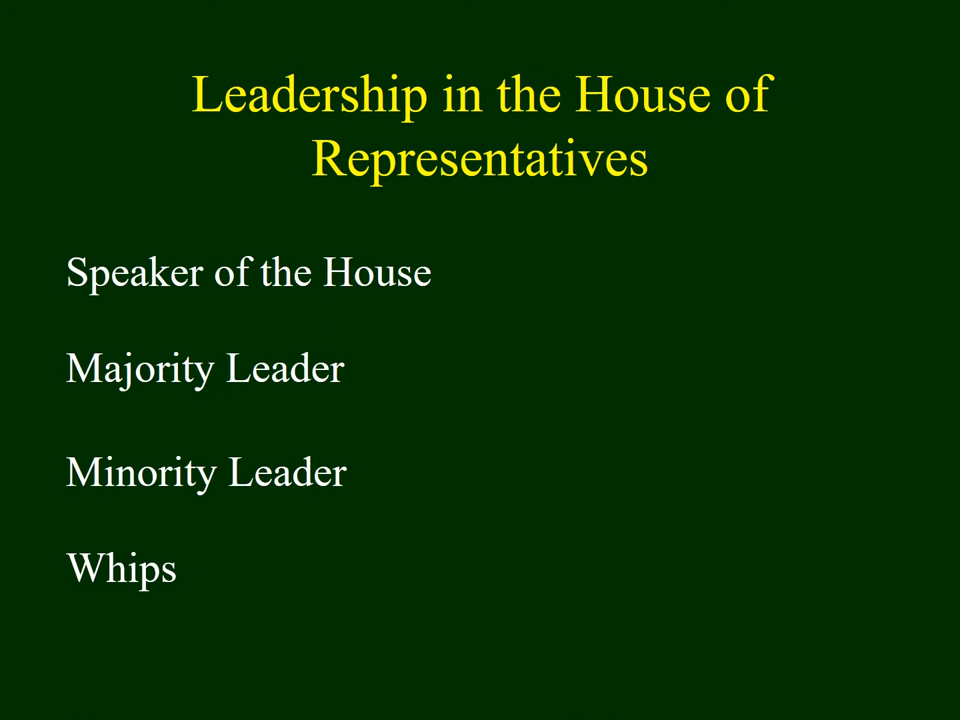 Leadership in the House of
Representatives
Speaker of the House
Majority Leader
Minority Leader
Whips